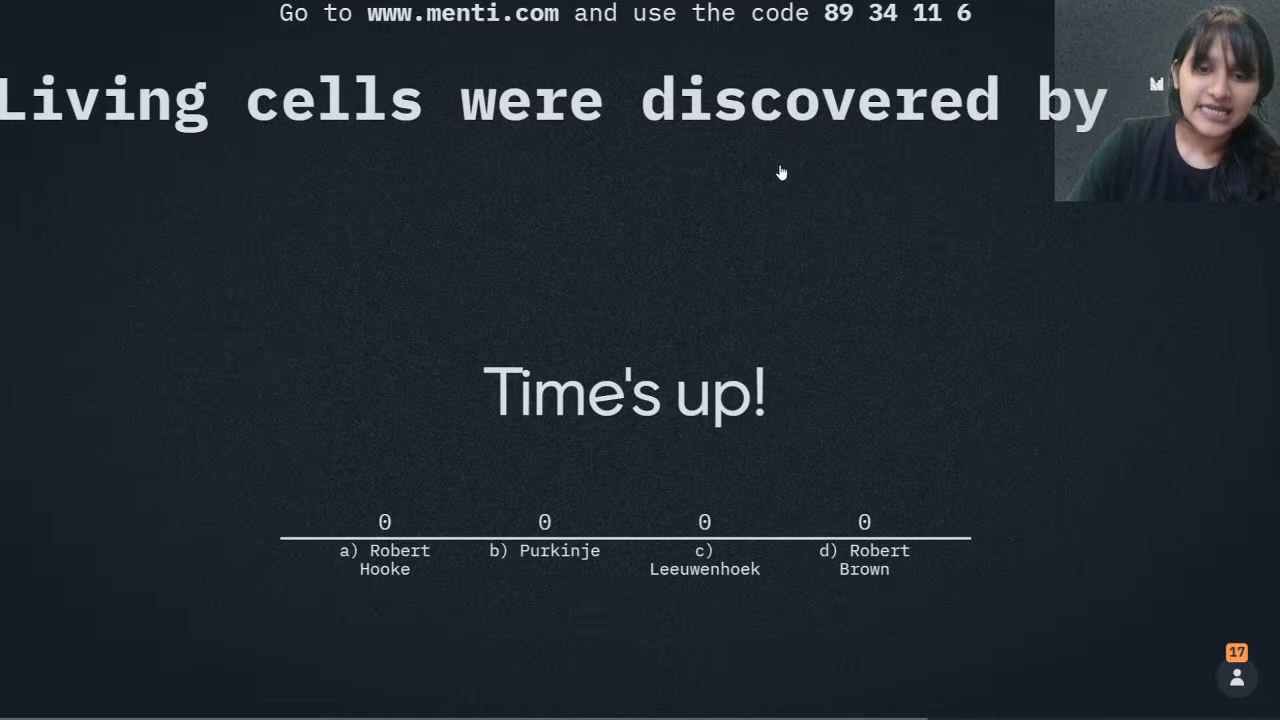 Go to www.menti.com and use the code 89 34 11 6
Living cells were discovered by
Time's up!
0 0 0 0
a) Robert Hooke
b) Purkinje
c) Leeuwenhoek
d) Robert Brown
17